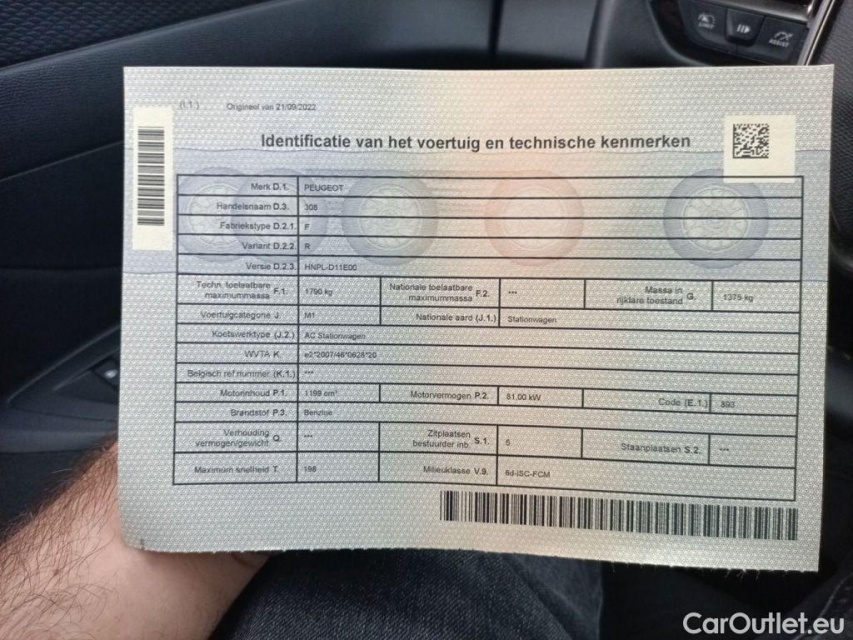 (I.1.) Origineel van 21/09/2022
Identificatie van het voertuig en technische kenmerken
Merk D.1. PEUGEOT
Handelsnaam D.3. 308
Fabriekstype D.2.1. F
Variant D.2.2. R
Versie D.2.3. HNPL-D11E00
Techn. toelaatbare maximummassa F.1. 1790 kg Nationale toelaatbare maximummassa F.2. --- Massa in rijklare toestand G. 1375 kg
Voertuigcategorie J. M1 Nationale aard (J.1.) Stationwagen
Koetswerktype (J.2.) AC Stationwagen
WVTA K. e2*2007/46*0628*20
Belgisch ref nummer (K.1.) ---
Motorinhoud P.1. 1199 cm³ Motorvermogen P.2. 81.00 kW Code (E.1.) 893
Brandstof P.3. Benzine
Verhouding vermogen/gewicht Q. --- Zitplaatsen bestuurder inb. S.1. 5 Staanplaatsen S.2. ---
Maximum snelheid T. 198 Milieuklasse V.9. 6d-ISC-FCM
CarOutlet.eu